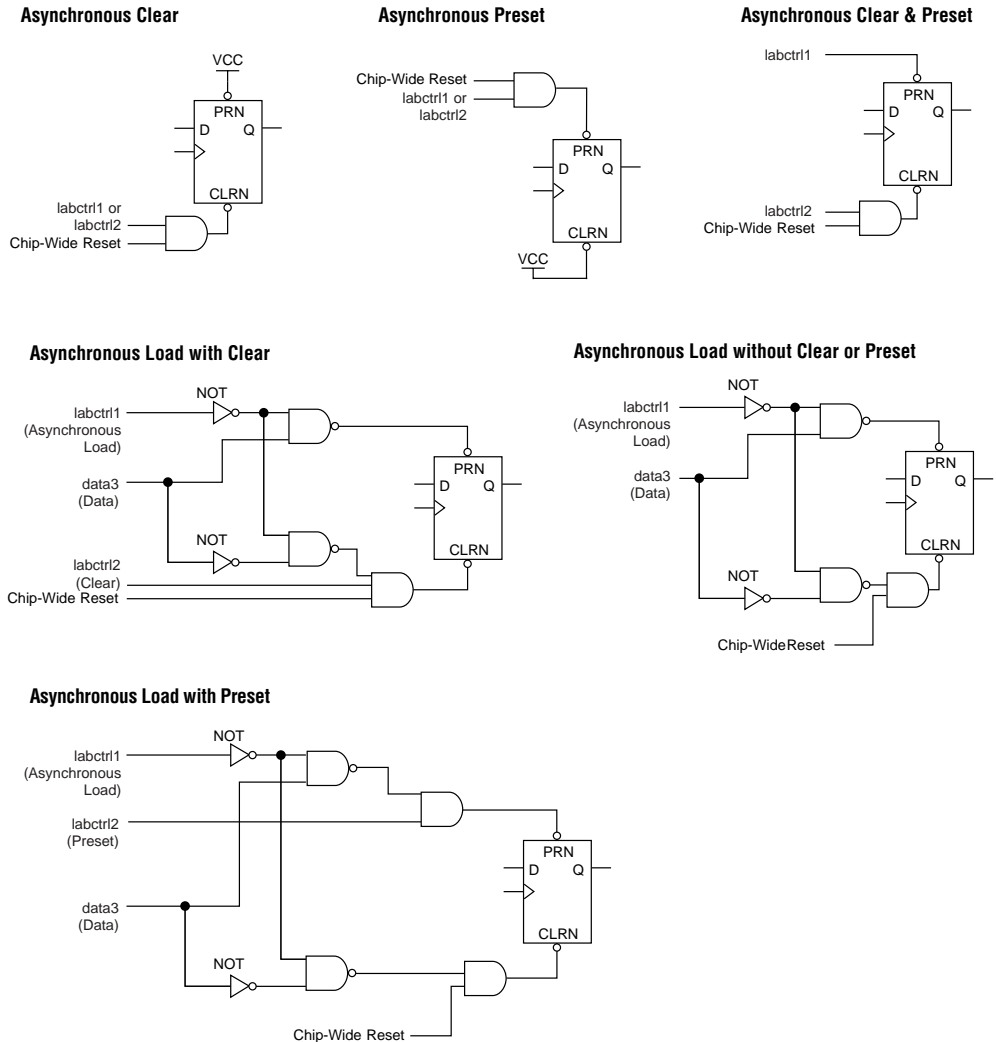 Asynchronous Clear
VCC
PRN
D Q
CLRN
labctrl1 or
labctrl2
Chip-Wide Reset
Asynchronous Preset
Chip-Wide Reset
labctrl1 or
labctrl2
PRN
D Q
CLRN
VCC
Asynchronous Clear & Preset
labctrl1
PRN
D Q
CLRN
labctrl2
Chip-Wide Reset
Asynchronous Load with Clear
NOT
labctrl1
(Asynchronous
Load)
PRN
D Q
data3
(Data)
NOT
CLRN
labctrl2
(Clear)
Chip-Wide Reset
Asynchronous Load without Clear or Preset
NOT
labctrl1
(Asynchronous
Load)
PRN
D Q
data3
(Data)
CLRN
NOT
Chip-WideReset
Asynchronous Load with Preset
NOT
labctrl1
(Asynchronous
Load)
labctrl2
(Preset)
PRN
D Q
data3
(Data)
CLRN
NOT
Chip-Wide Reset